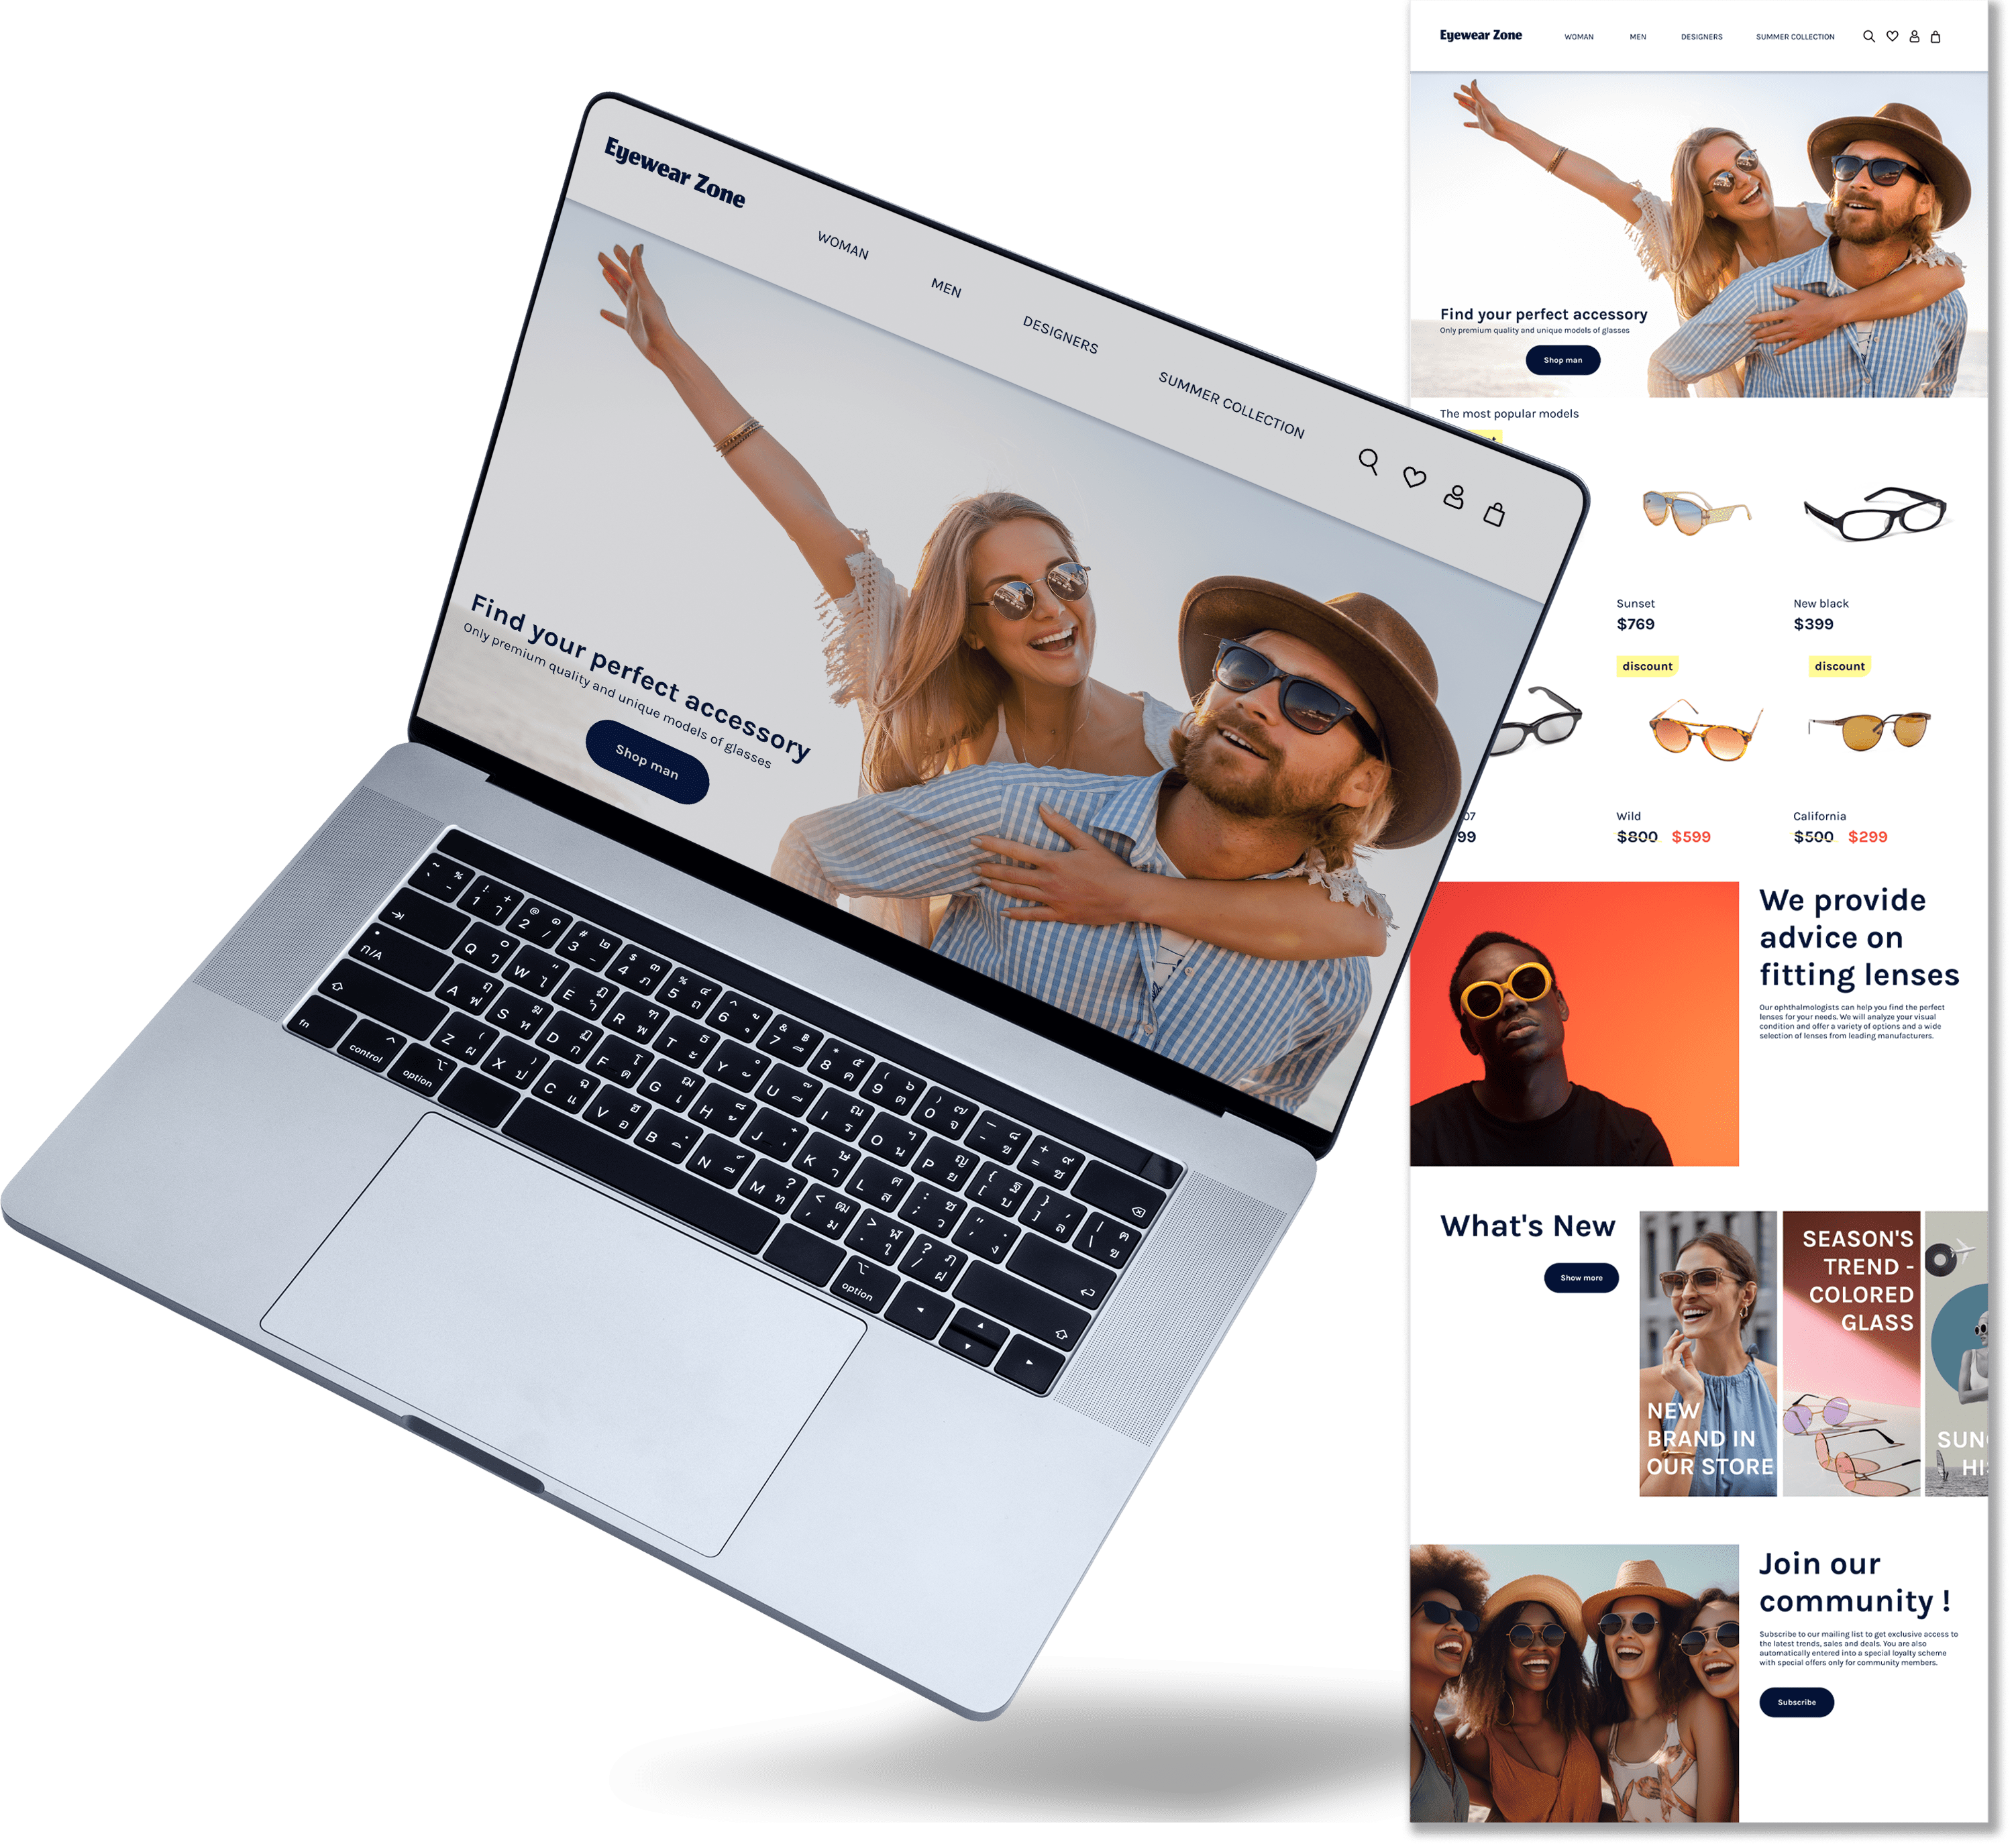 Eyewear Zone
WOMAN
MEN
DESIGNERS
SUMMER COLLECTION
Find your perfect accessory
Only premium quality and unique models of glasses
Shop man
fn
control
option
option
Eyewear Zone
WOMAN
MEN
DESIGNERS
SUMMER COLLECTION
Find your perfect accessory
Only premium quality and unique models of glasses
Shop man
The most popular models
Sunset
$769
New black
$399
discount
discount
07
99
Wild
$800 $599
California
$500 $299
We provide
advice on
fitting lenses
Our ophthalmologists can help you find the perfect
lenses for your needs. We will analyze your visual
condition and offer a variety of options and a wide
selection of lenses from leading manufacturers.
What's New
Show more
NEW
BRAND IN
OUR STORE
SEASON'S
TREND -
COLORED
GLASS
SUN
HI
Join our
community !
Subscribe to our mailing list to get exclusive access to
the latest trends, sales and deals. You are also
automatically entered into a special loyalty scheme
with special offers only for community members.
Subscribe